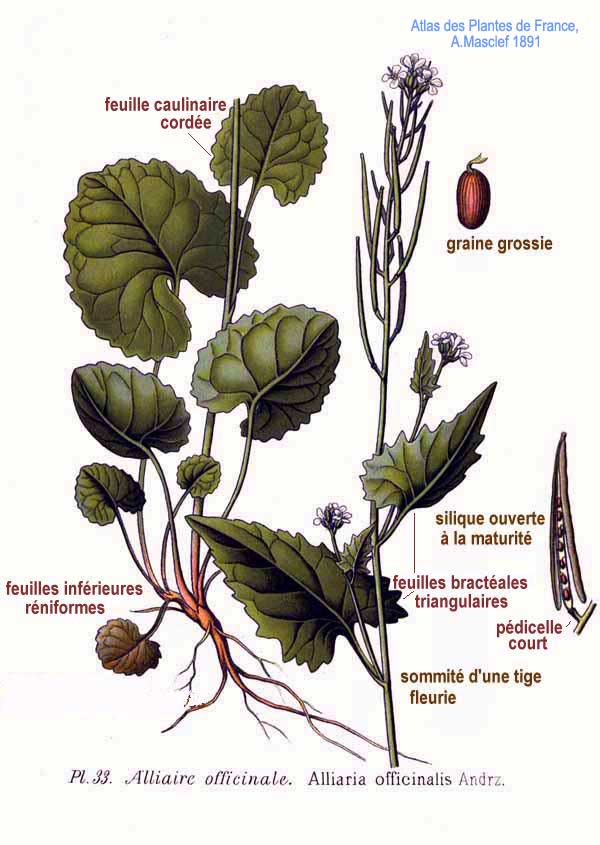 Atlas des Plantes de France,
A.Masclef 1891
feuille caulinaire
cordée
graine grossie
silique ouverte
à la maturité
feuilles bractéales
triangulaires
feuilles inférieures
réniformes
pédicelle
court
sommité d'une tige
fleurie
Pl. 33. Alliaire officinale. Alliaria officinalis Andrz.